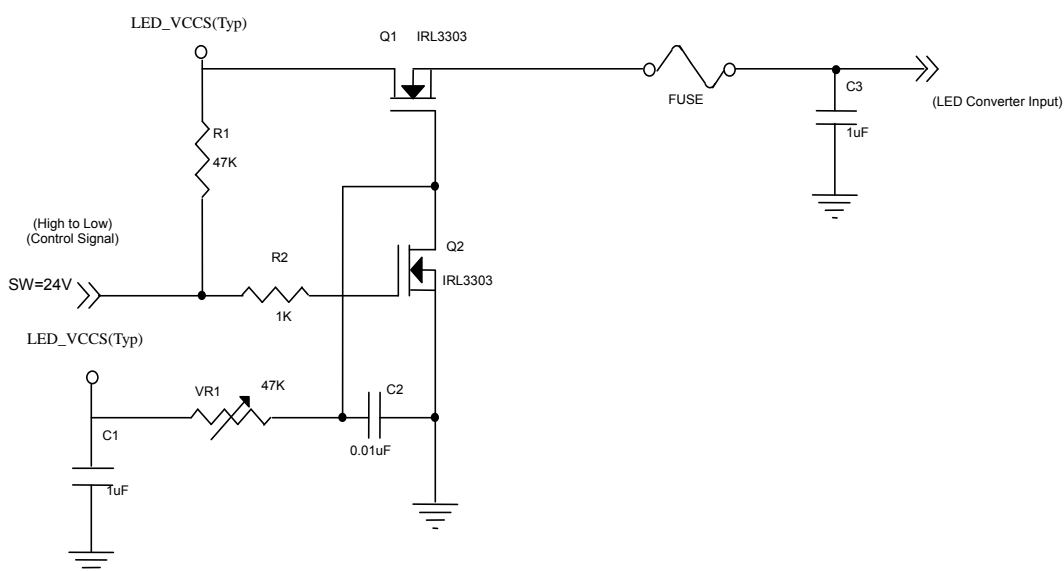 LED_VCCS(Typ)
Q1 IRL3303
FUSE
C3
1uF
(LED Converter Input)
R1
47K
(High to Low)
(Control Signal)
SW=24V
R2
1K
Q2
IRL3303
LED_VCCS(Typ)
VR1 47K
C2
0.01uF
C1
1uF